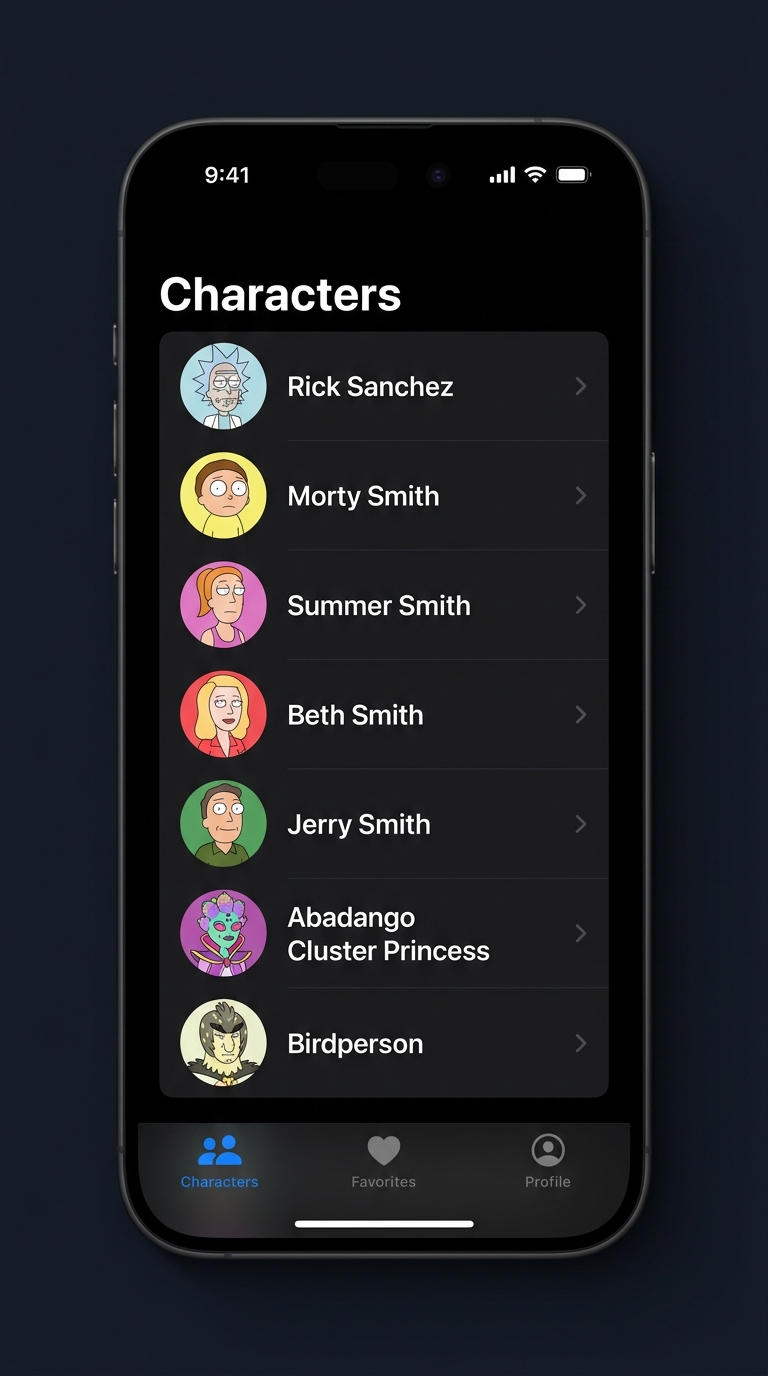 9:41
Characters
Rick Sanchez
Morty Smith
Summer Smith
Beth Smith
Jerry Smith
Abadango
Cluster Princess
Birdperson
Characters
Favorites
Profile